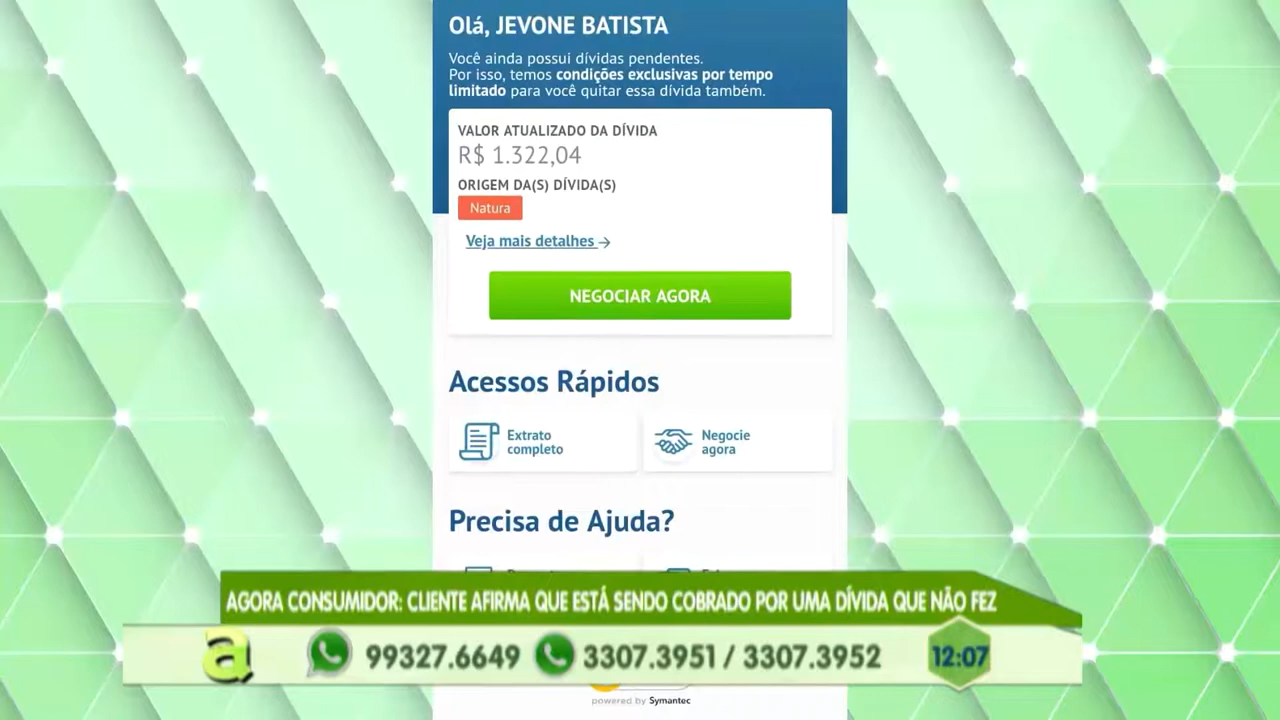 Olá, JEVONE BATISTA
Você ainda possui dívidas pendentes.
Por isso, temos condições exclusivas por tempo
limitado para você quitar essa dívida também.
VALOR ATUALIZADO DA DÍVIDA
R$ 1.322,04
ORIGEM DA(S) DÍVIDA(S)
Natura
Veja mais detalhes →
NEGOCIAR AGORA
Acessos Rápidos
Extrato
completo
Negocie
agora
Precisa de Ajuda?
AGORA CONSUMIDOR: CLIENTE AFIRMA QUE ESTÁ SENDO COBRADO POR UMA DÍVIDA QUE NÃO FEZ
a
99327.6649
3307.3951 / 3307.3952
12:07
powered by Symantec